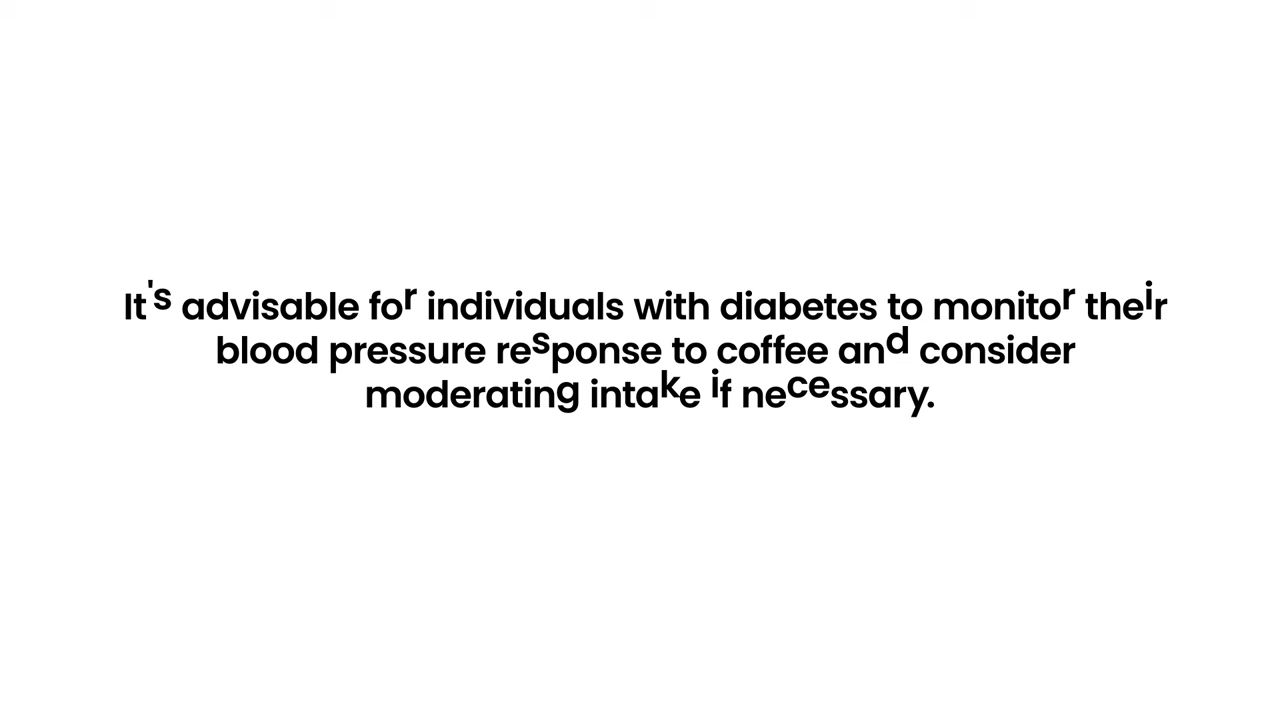 It's advisable for individuals with diabetes to monitor their
blood pressure response to coffee and consider
moderating intake if necessary.